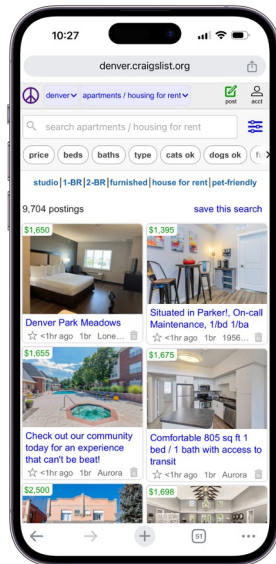 10:27
denver.craigslist.org
denver apartments / housing for rent
post acct
search apartments / housing for rent
price beds baths type cats ok dogs ok
studio|1-BR|2-BR|furnished|house for rent|pet-friendly
9,704 postings save this search
$1,650
Denver Park Meadows
<1hr ago 1br Lone...
$1,395
Situated in Parker!, On-call
Maintenance, 1/bd 1/ba
<1hr ago 1br 1956...
$1,655
Check out our community
today for an experience
that can't be beat!
<1hr ago 1br Aurora
$1,675
Comfortable 805 sq ft 1
bed / 1 bath with access to
transit
<1hr ago 1br Aurora
$2,500
$1,698
51